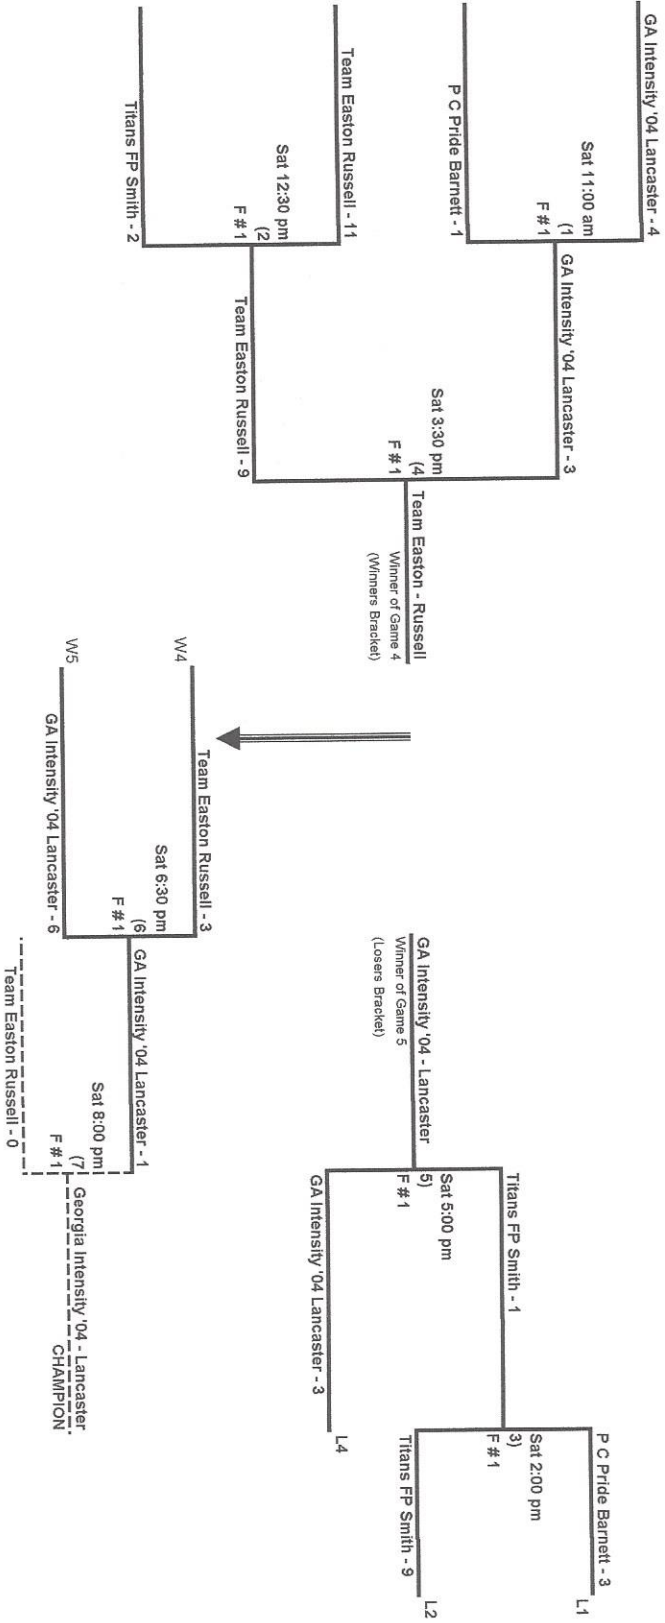 GA Intensity '04 Lancaster - 4
Sat 11:00 am
(1
F # 1
P C Pride Barnett - 1
GA Intensity '04 Lancaster - 3
Team Easton Russell - 11
Sat 12:30 pm
(2
F # 1
Titans FP Smith - 2
Team Easton Russell - 9
Sat 3:30 pm
(4
F # 1
Team Easton - Russell
Winner of Game 4
(Winners Bracket)
P C Pride Barnett - 3
L1
Sat 2:00 pm
3)
F # 1
Titans FP Smith - 9
L2
Titans FP Smith - 1
Sat 5:00 pm
5)
F # 1
GA Intensity '04 Lancaster - 3
L4
GA Intensity '04 - Lancaster
Winner of Game 5
(Losers Bracket)
W4
Team Easton Russell - 3
Sat 6:30 pm
(6
F # 1
W5
GA Intensity '04 Lancaster - 6
GA Intensity '04 Lancaster - 1
Sat 8:00 pm
(7
F # 1
Team Easton Russell - 0
Georgia Intensity '04 - Lancaster
CHAMPION